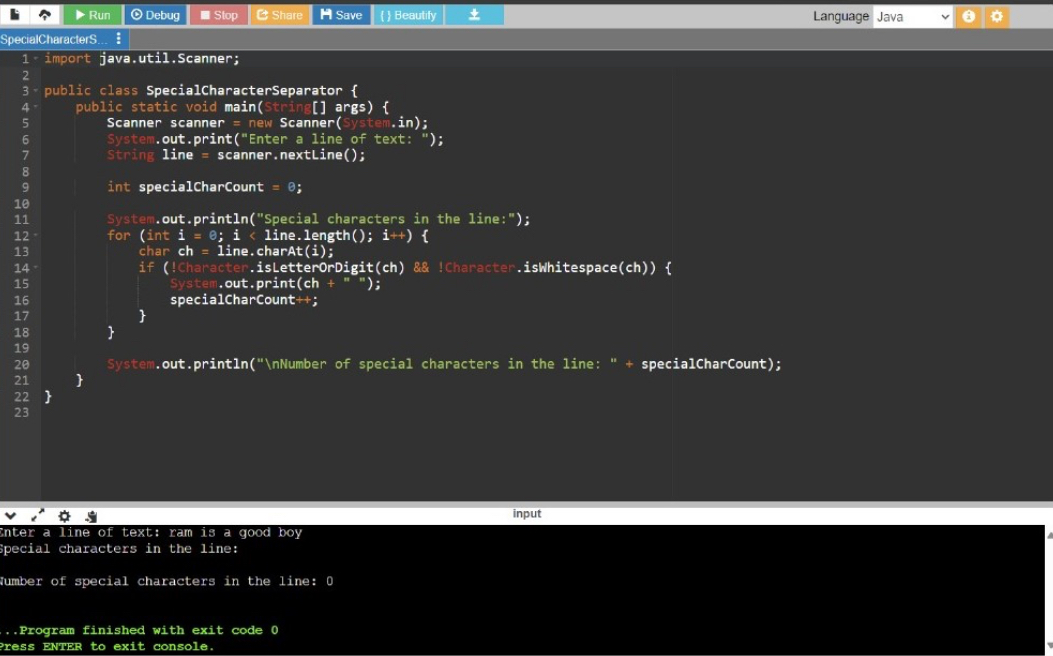 Run Debug Stop Share Save {} Beautify Language Java
SpecialCharacterS...
1 import java.util.Scanner;
2
3 public class SpecialCharacterSeparator {
4 public static void main(String[] args) {
5 Scanner scanner = new Scanner(System.in);
6 System.out.print("Enter a line of text: ");
7 String line = scanner.nextLine();
8
9 int specialCharCount = 0;
10
11 System.out.println("Special characters in the line:");
12 for (int i = 0; i < line.length(); i++) {
13 char ch = line.charAt(i);
14 if (!Character.isLetterOrDigit(ch) && !Character.isWhitespace(ch)) {
15 System.out.print(ch + " ");
16 specialCharCount++;
17 }
18 }
19
20 System.out.println("\nNumber of special characters in the line: " + specialCharCount);
21 }
22 }
23
input
Enter a line of text: ram is a good boy
Special characters in the line:
Number of special characters in the line: 0
...Program finished with exit code 0
Press ENTER to exit console.